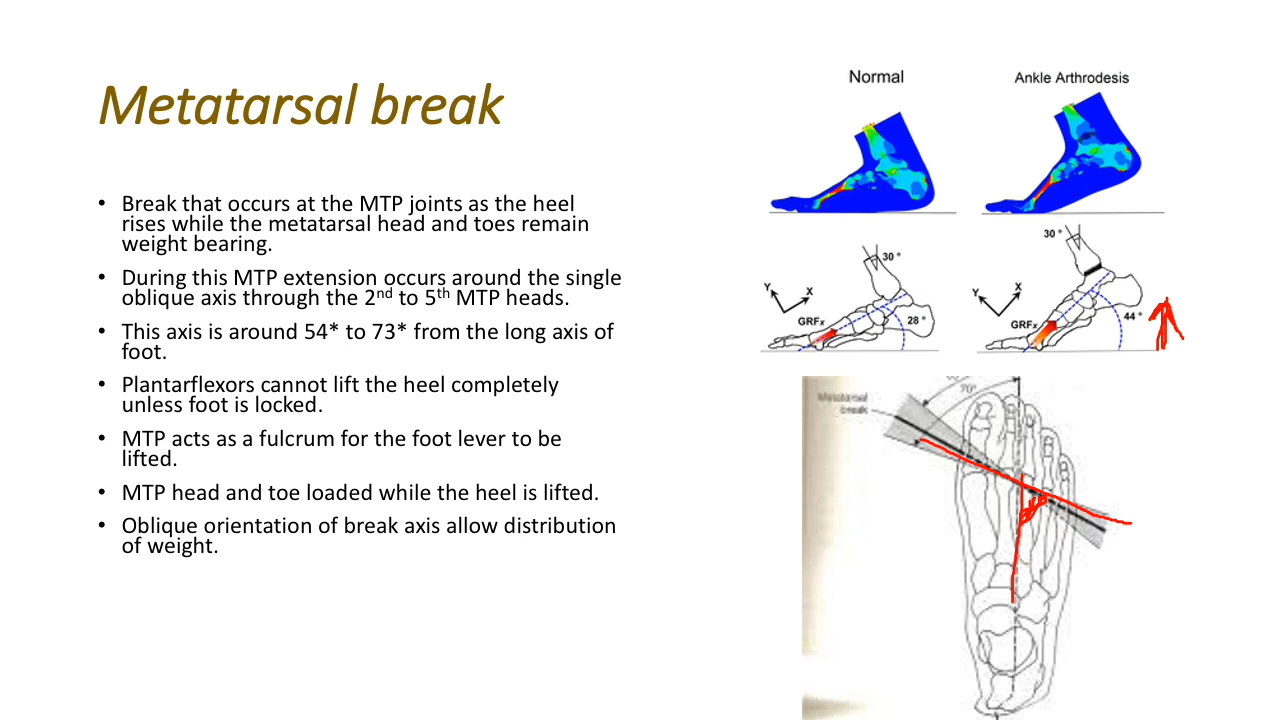 Metatarsal break
• Break that occurs at the MTP joints as the heel
rises while the metatarsal head and toes remain
weight bearing.
• During this MTP extension occurs around the single
oblique axis through the 2nd to 5th MTP heads.
• This axis is around 54* to 73* from the long axis of
foot.
• Plantarflexors cannot lift the heel completely
unless foot is locked.
• MTP acts as a fulcrum for the foot lever to be
lifted.
• MTP head and toe loaded while the heel is lifted.
• Oblique orientation of break axis allow distribution
of weight.
Normal
Ankle Arthrodesis
30 °
Y
X
GRFx
28 °
30 °
Y
X
GRFx
44 °
70°
Metatarsal
break